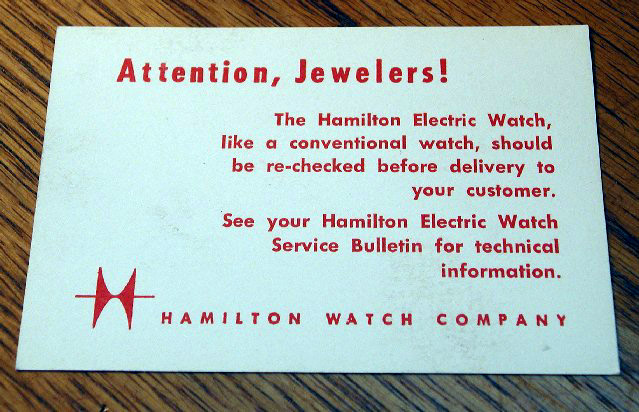 Attention, Jewelers!
The Hamilton Electric Watch,
like a conventional watch, should
be re-checked before delivery to
your customer.
See your Hamilton Electric Watch
Service Bulletin for technical
information.
HAMILTON WATCH COMPANY